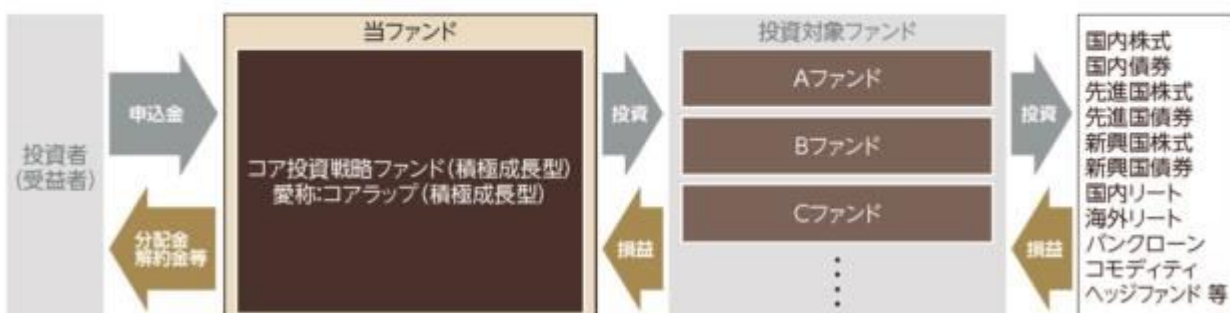 投資者
(受益者)
申込金
分配金
解約金等
当ファンド
コア投資戦略ファンド(積極成長型)
愛称:コアラップ(積極成長型)
投資
損益
投資対象ファンド
Aファンド
Bファンド
Cファンド
投資
損益
国内株式
国内債券
先進国株式
先進国債券
新興国株式
新興国債券
国内リート
海外リート
バンクローン
コモディティ
ヘッジファンド 等